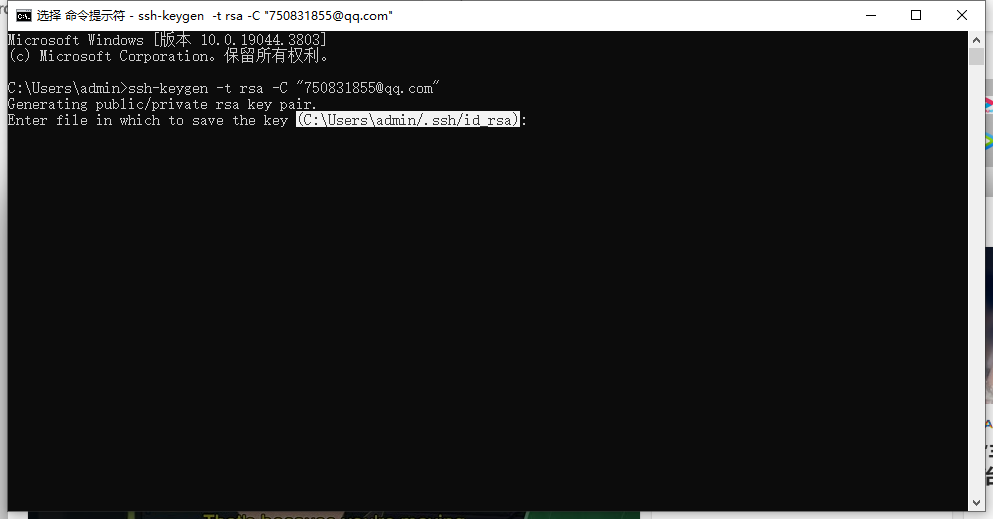 选择 命令提示符 - ssh-keygen  -t rsa -C "750831855@qq.com"
Microsoft Windows [版本 10.0.19044.3803]
(c) Microsoft Corporation。保留所有权利。
C:\Users\admin>ssh-keygen -t rsa -C "750831855@qq.com"
Generating public/private rsa key pair.
Enter file in which to save the key (C:\Users\admin/.ssh/id_rsa):